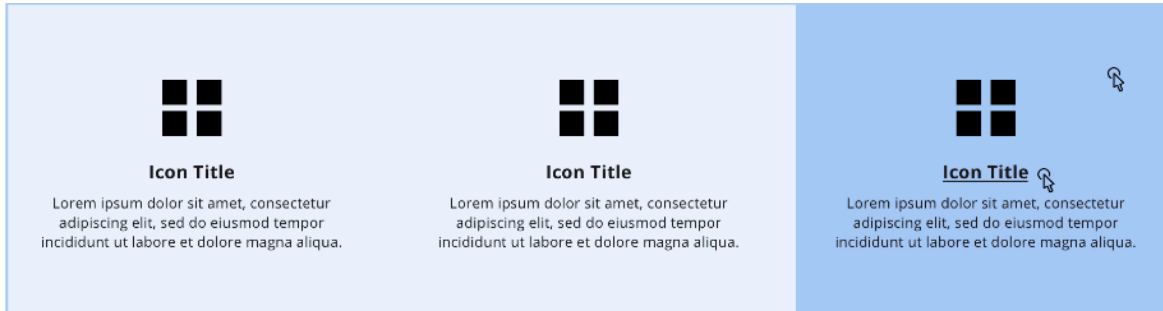 Icon Title
Lorem ipsum dolor sit amet, consectetur
adipiscing elit, sed do eiusmod tempor
incididunt ut labore et dolore magna aliqua.
Icon Title
Lorem ipsum dolor sit amet, consectetur
adipiscing elit, sed do eiusmod tempor
incididunt ut labore et dolore magna aliqua.
Icon Title
Lorem ipsum dolor sit amet, consectetur
adipiscing elit, sed do eiusmod tempor
incididunt ut labore et dolore magna aliqua.